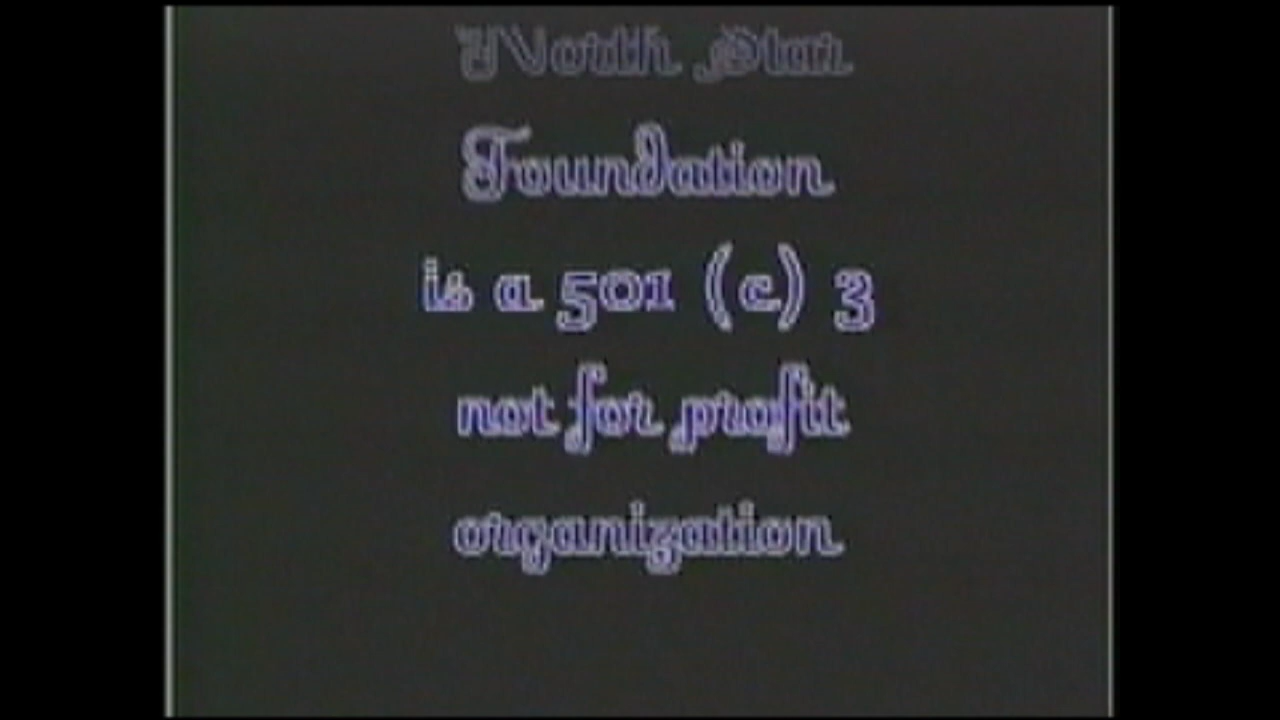 North Star
Foundation
is a 501 (c) 3
not for profit
organization